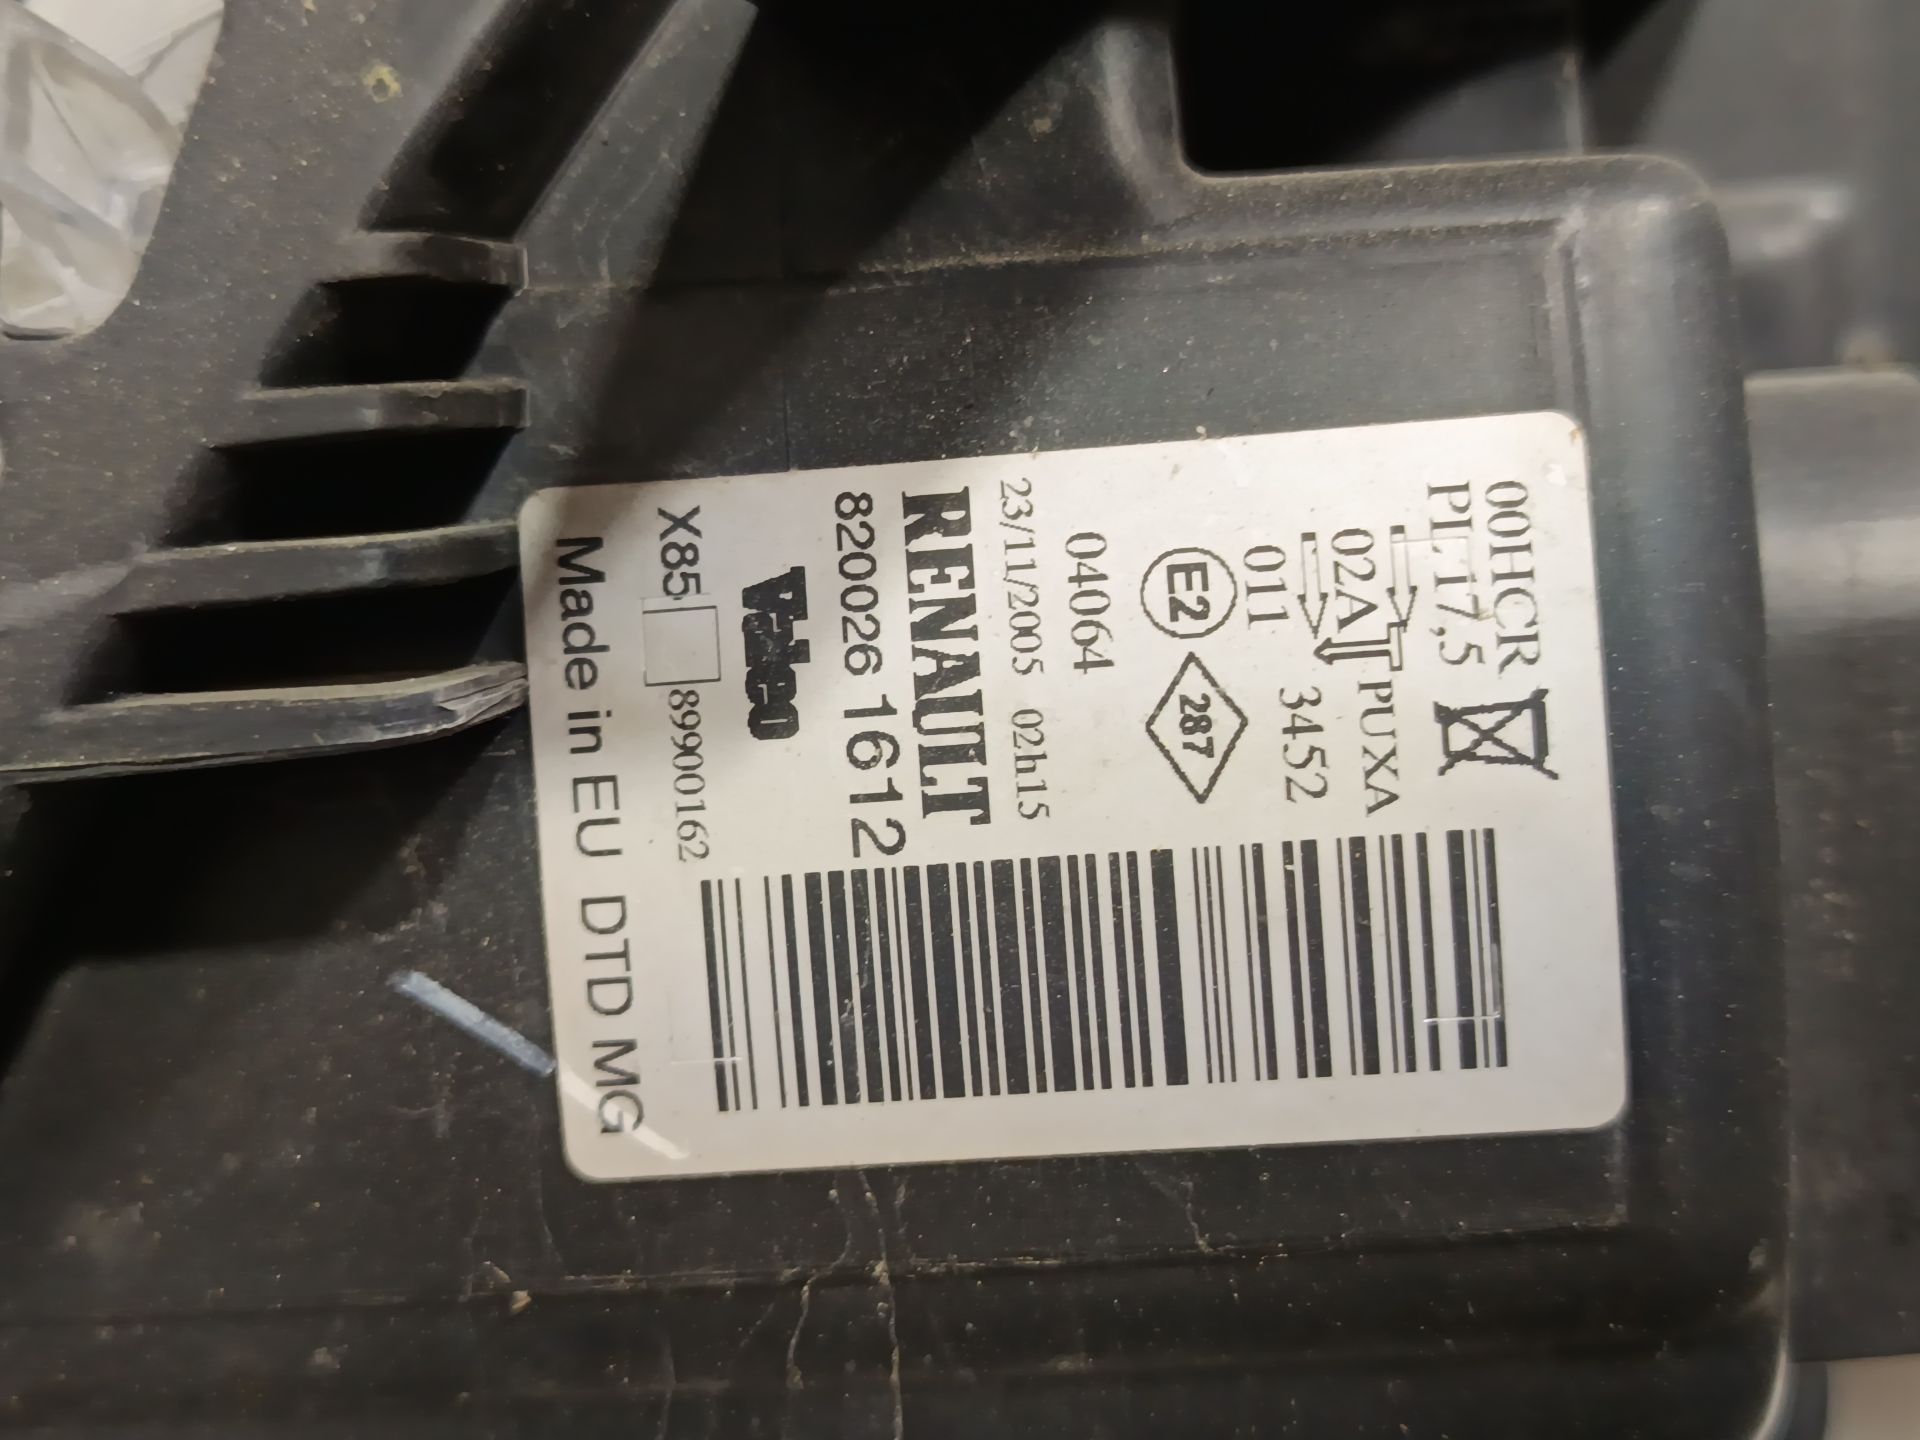 00HCR
PL 17,5
02A PUXA
011 3452
E2 287
04064
23/11/2005 02h15
RENAULT
820026 1612
Valeo
X85 89900162
Made in EU DTD MG